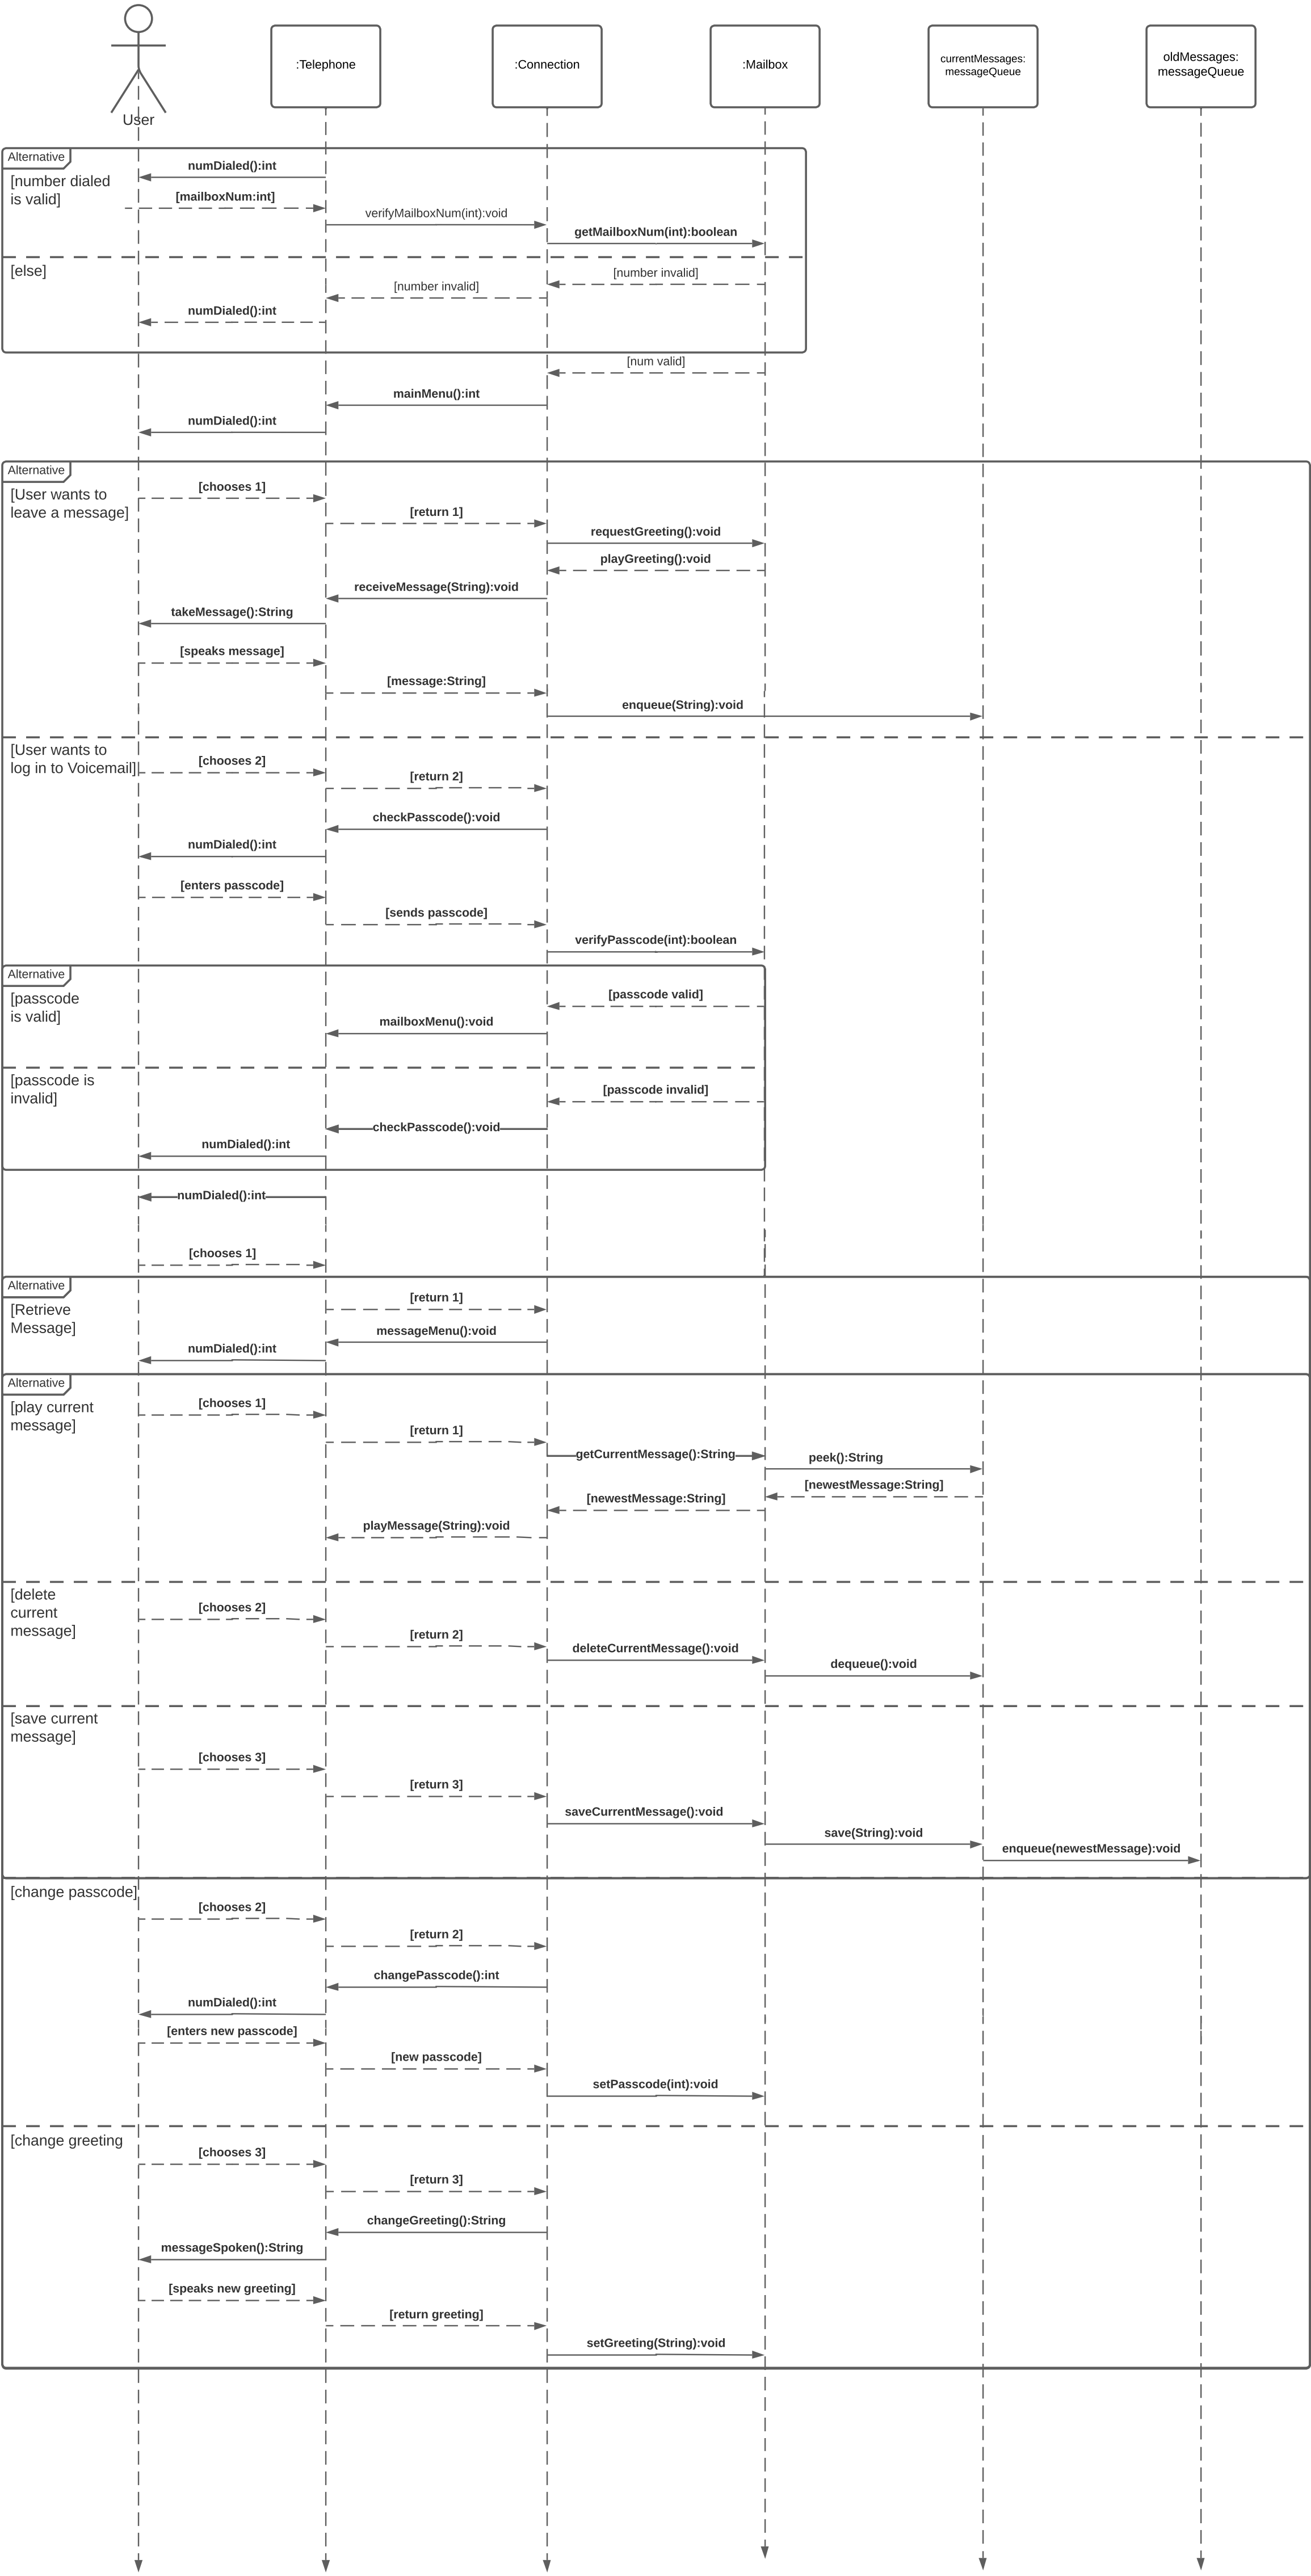 User
:Telephone
:Connection
:Mailbox
currentMessages:
messageQueue
oldMessages:
messageQueue
Alternative
[number dialed
is valid]
numDialed():int
[mailboxNum:int]
verifyMailboxNum(int):void
getMailboxNum(int):boolean
[else]
[number invalid]
[number invalid]
numDialed():int
[num valid]
mainMenu():int
numDialed():int
Alternative
[User wants to
leave a message]
[chooses 1]
[return 1]
requestGreeting():void
playGreeting():void
receiveMessage(String):void
takeMessage():String
[speaks message]
[message:String]
enqueue(String):void
[User wants to
log in to Voicemail]
[chooses 2]
[return 2]
checkPasscode():void
numDialed():int
[enters passcode]
[sends passcode]
verifyPasscode(int):boolean
Alternative
[passcode
is valid]
[passcode valid]
mailboxMenu():void
[passcode is
invalid]
[passcode invalid]
checkPasscode():void
numDialed():int
numDialed():int
[chooses 1]
Alternative
[Retrieve
Message]
[return 1]
messageMenu():void
numDialed():int
Alternative
[play current
message]
[chooses 1]
[return 1]
getCurrentMessage():String
peek():String
[newestMessage:String]
[newestMessage:String]
playMessage(String):void
[delete
current
message]
[chooses 2]
[return 2]
deleteCurrentMessage():void
dequeue():void
[save current
message]
[chooses 3]
[return 3]
saveCurrentMessage():void
save(String):void
enqueue(newestMessage):void
[change passcode]
[chooses 2]
[return 2]
changePasscode():int
numDialed():int
[enters new passcode]
[new passcode]
setPasscode(int):void
[change greeting
[chooses 3]
[return 3]
changeGreeting():String
messageSpoken():String
[speaks new greeting]
[return greeting]
setGreeting(String):void